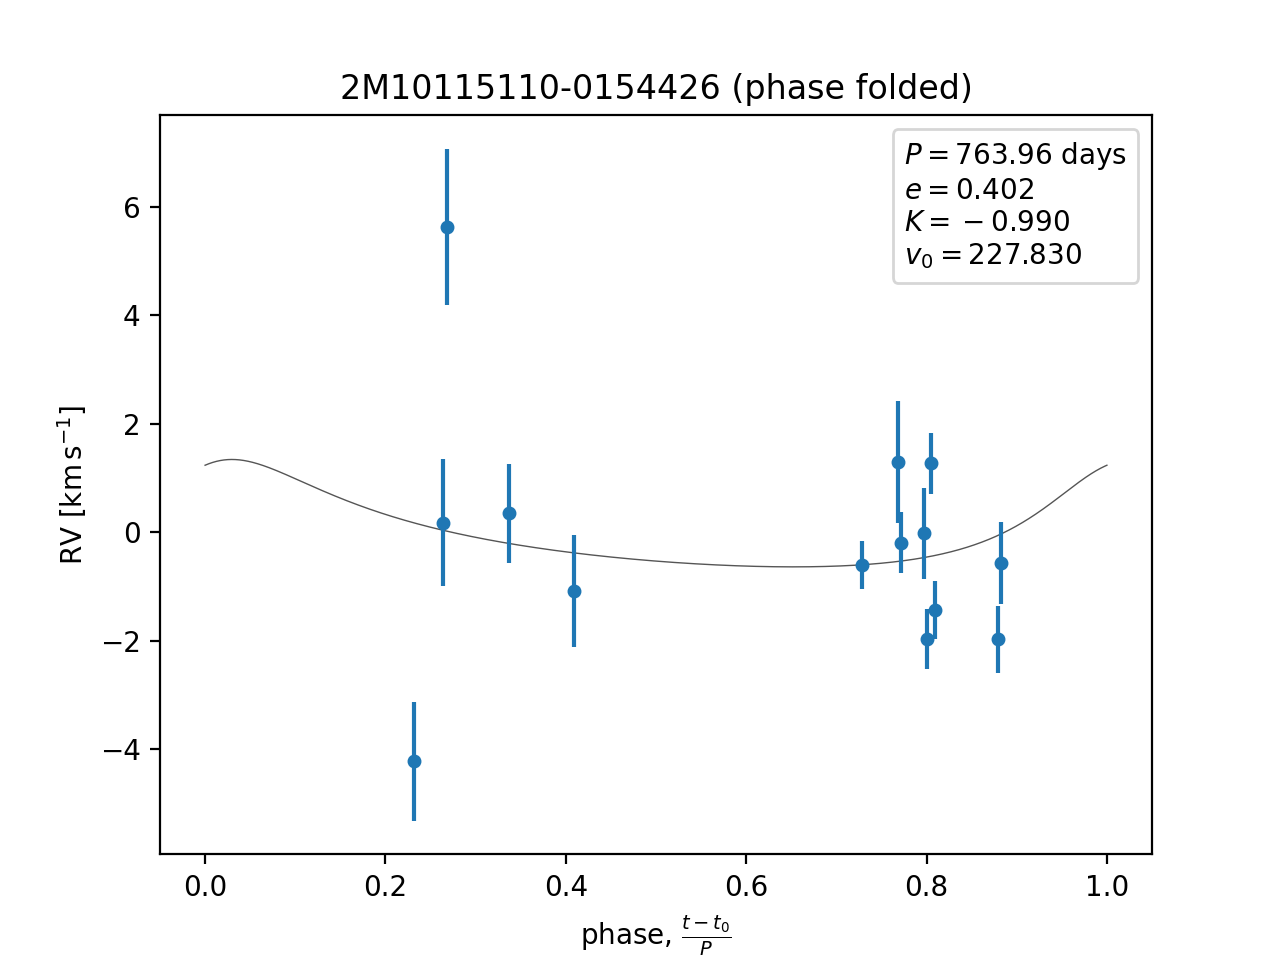 2M10115110-0154426 (phase folded)
P = 763.96 days
e = 0.402
K = −0.990
v₀ = 227.830
RV [km s⁻¹]
6
4
2
0
−2
−4
0.0 0.2 0.4 0.6 0.8 1.0
phase, (t − t₀)/P